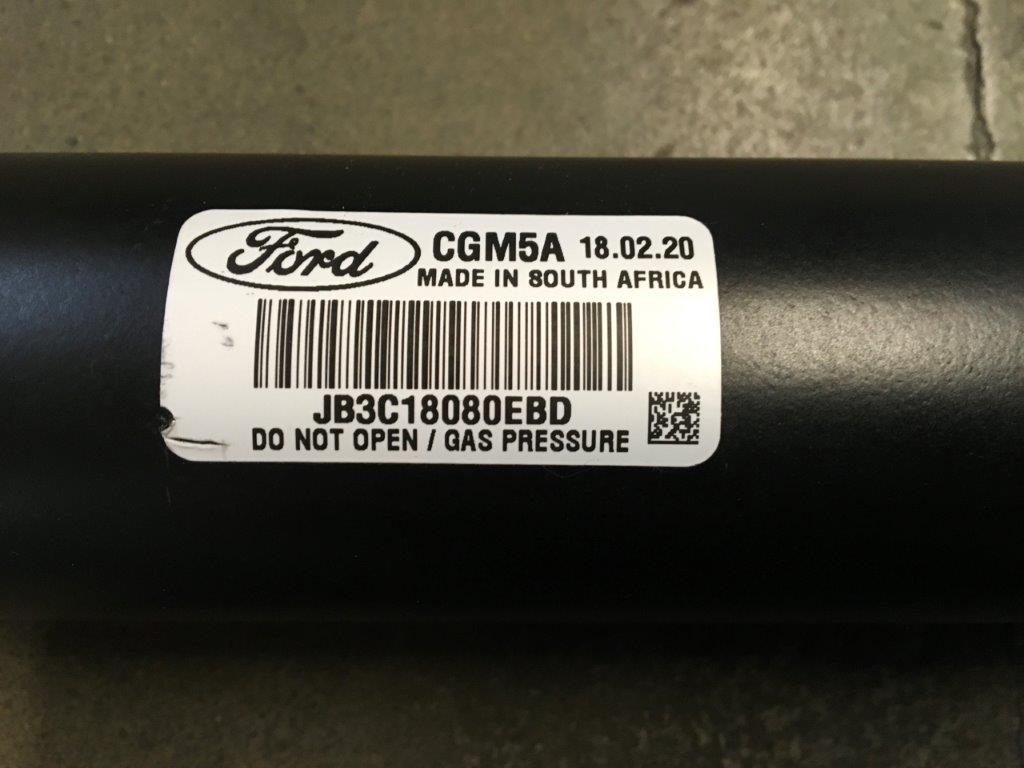 Ford CGM5A 18.02.20
MADE IN SOUTH AFRICA
JB3C18080EBD
DO NOT OPEN / GAS PRESSURE